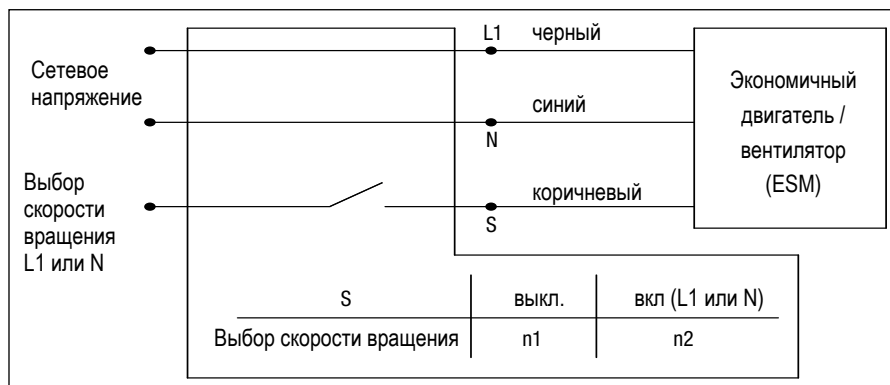 L1 черный
Сетевое
напряжение
синий
N
Экономичный
двигатель /
вентилятор
(ESM)
Выбор
скорости
вращения
L1 или N
коричневый
S
S выкл. вкл (L1 или N)
Выбор скорости вращения n1 n2